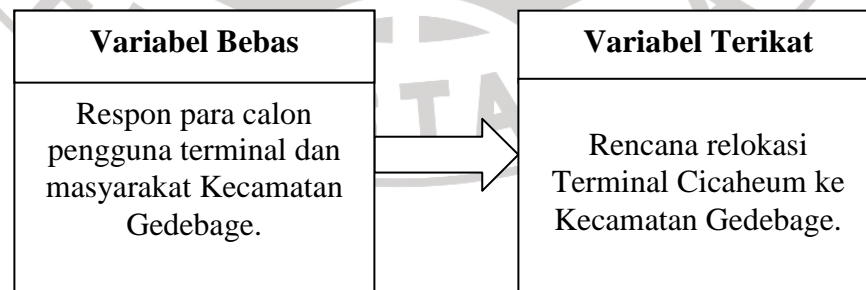 Variabel Bebas
Respon para calon
pengguna terminal dan
masyarakat Kecamatan
Gedebage.
Variabel Terikat
Rencana relokasi
Terminal Cicaheum ke
Kecamatan Gedebage.